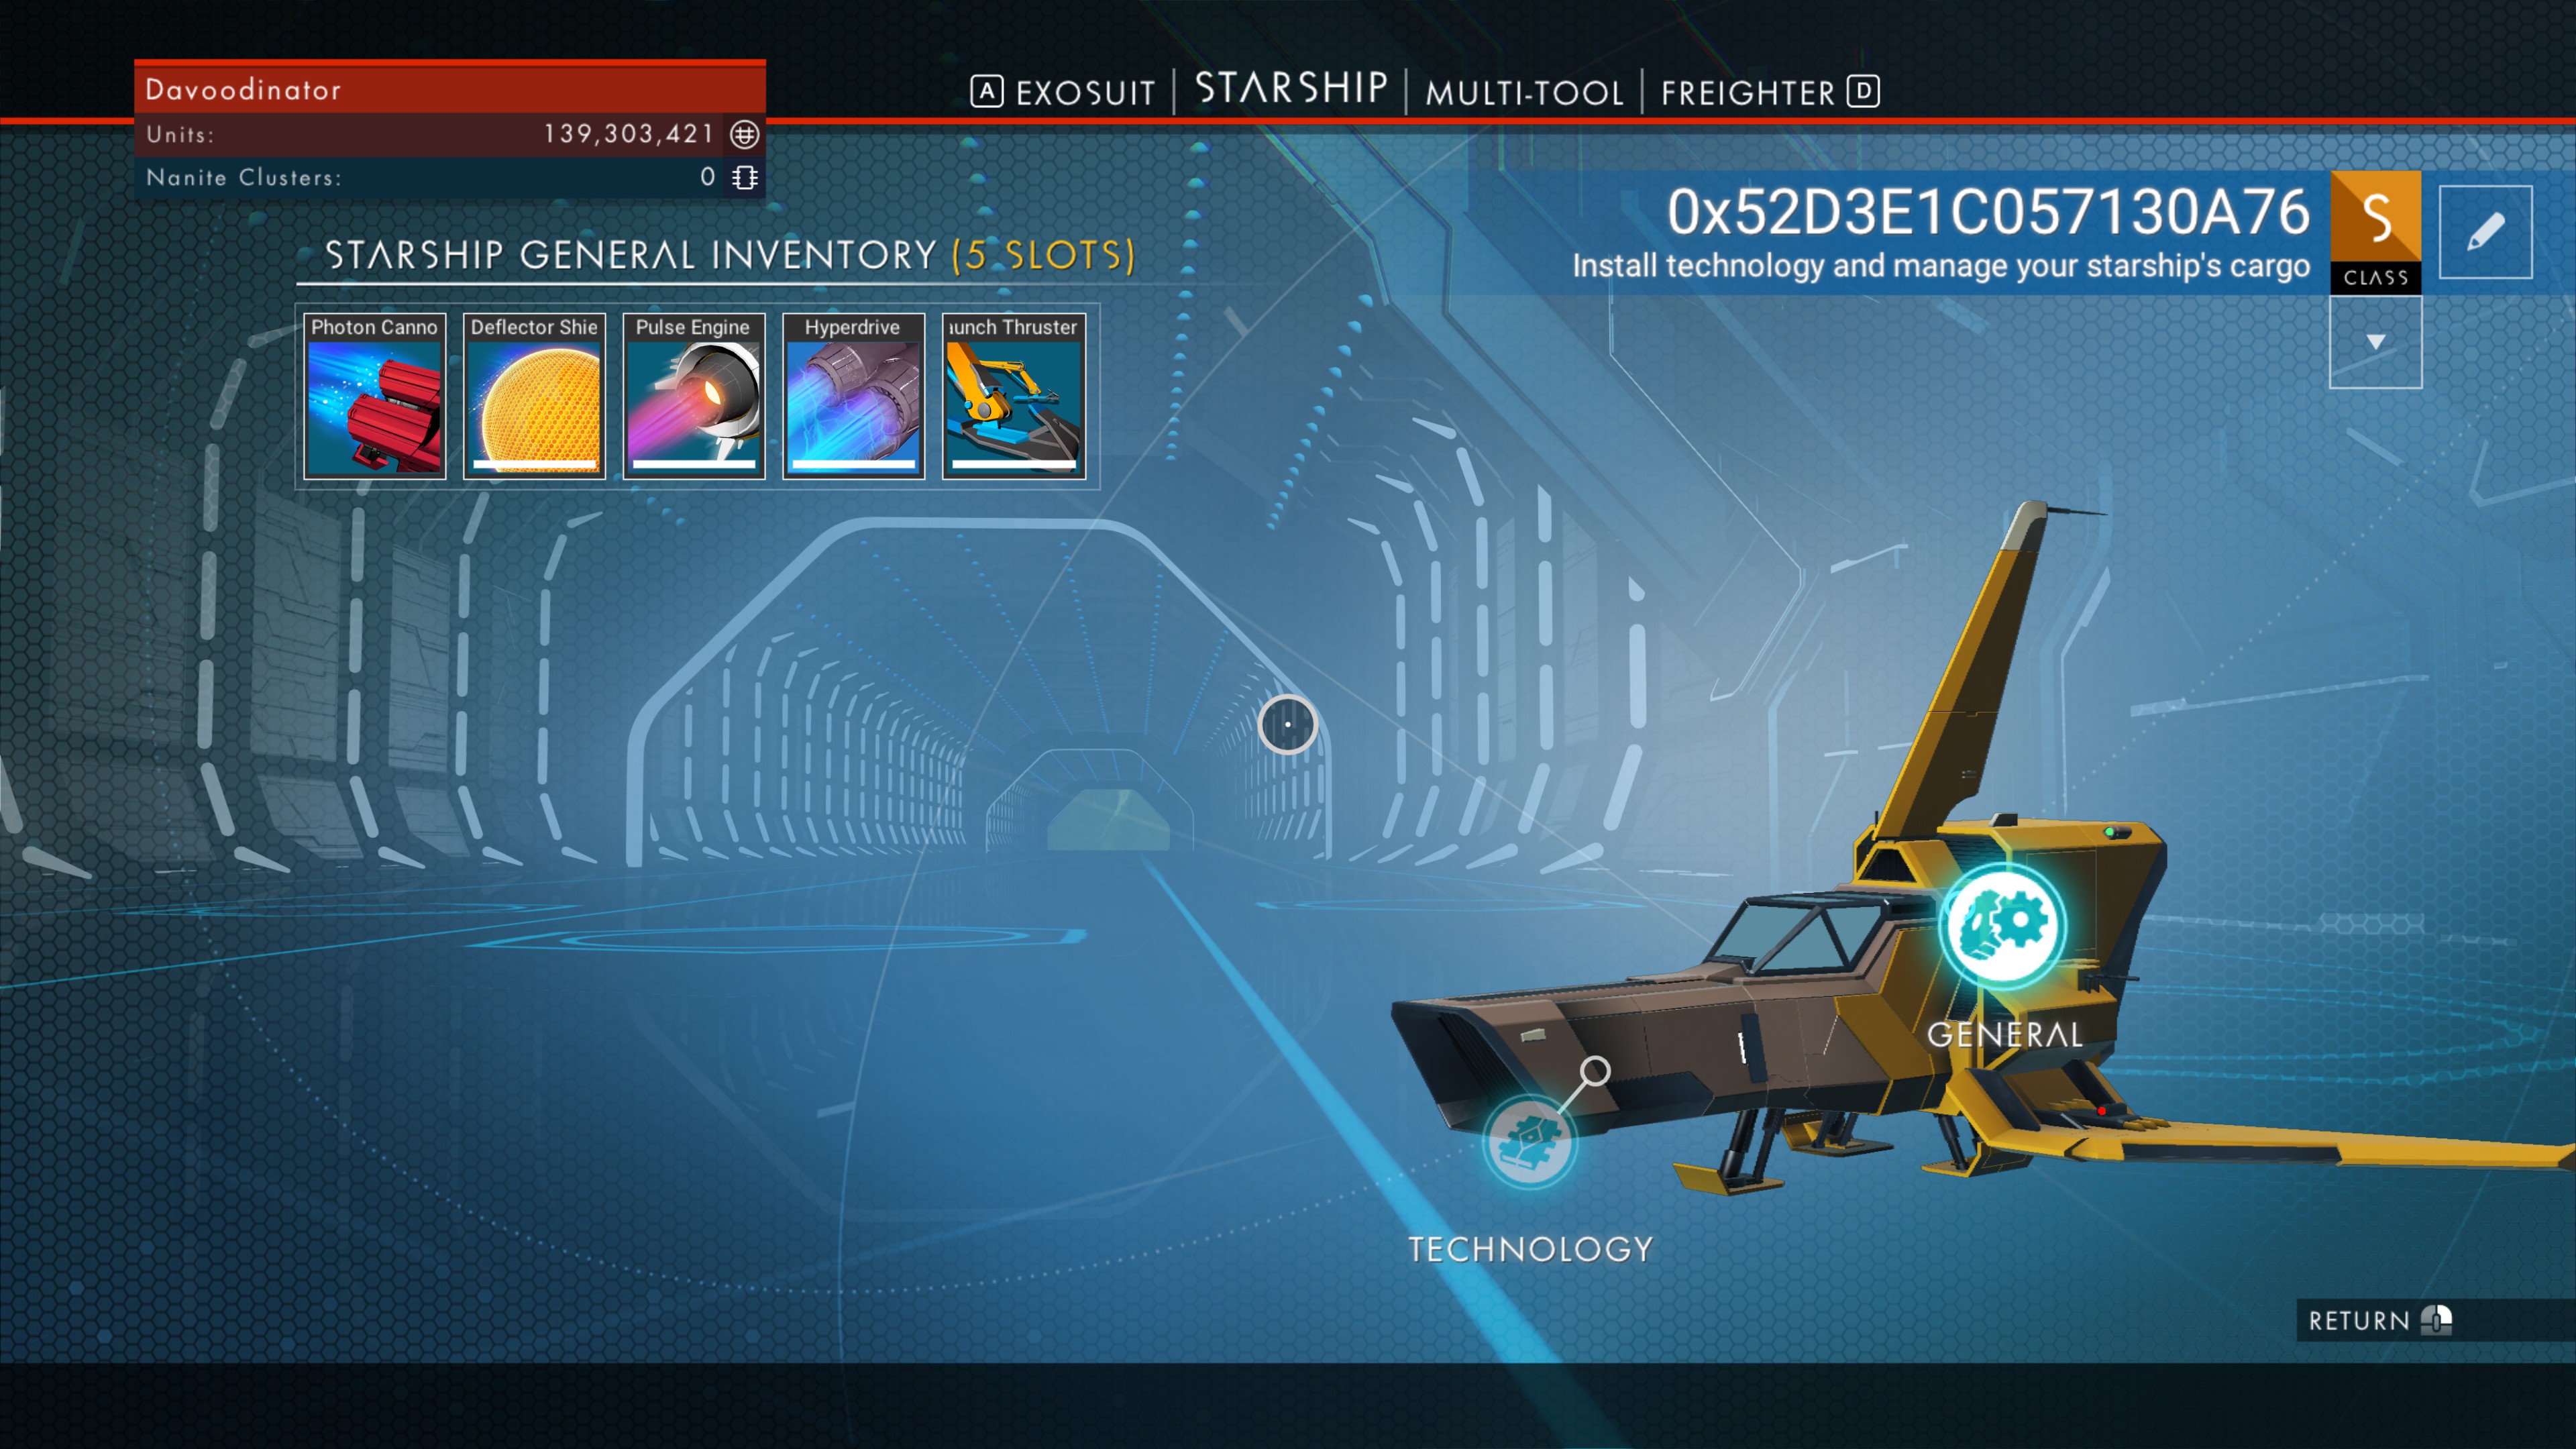 Davoodinator
Units: 139,303,421
Nanite Clusters: 0
A EXOSUIT STARSHIP MULTI-TOOL FREIGHTER D
0x52D3E1C057130A76
Install technology and manage your starship's cargo
S
CLASS
STARSHIP GENERAL INVENTORY (5 SLOTS)
Photon Canno Deflector Shie Pulse Engine Hyperdrive aunch Thruster
GENERAL
TECHNOLOGY
RETURN